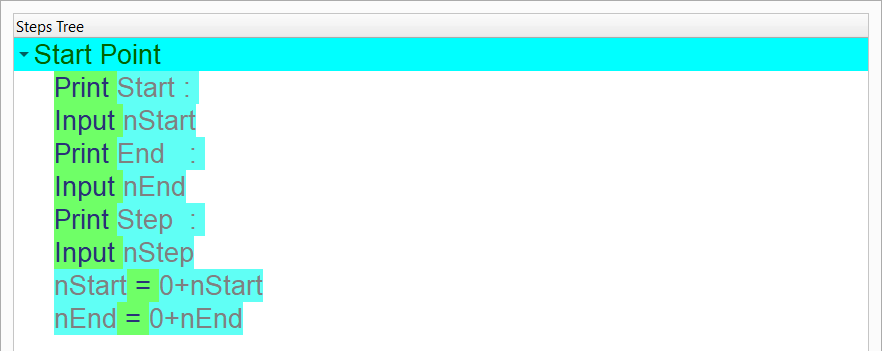 Steps Tree
Start Point
Print Start :
Input nStart
Print End   :
Input nEnd
Print Step  :
Input nStep
nStart = 0+nStart
nEnd = 0+nEnd